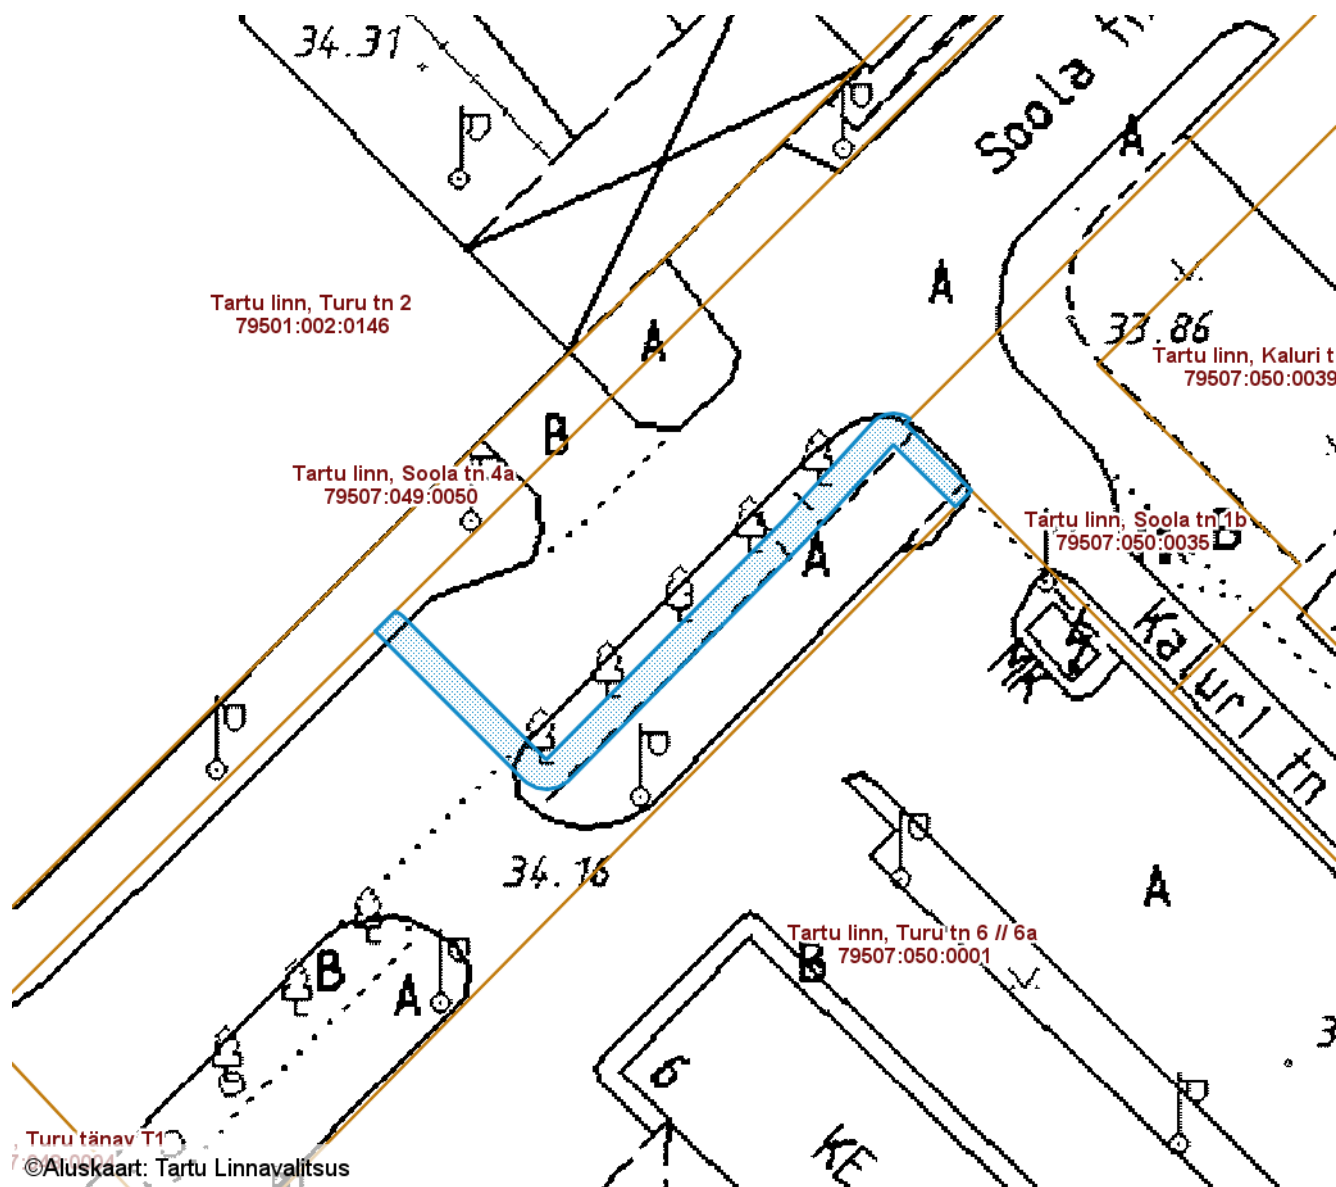 34.31
Soola
A
A
Tartu linn, Turu tn 2
79501:002:0146
33.86
A
Tartu linn, Kaluri t
79507:050:0039
B
Tartu linn, Soola tn 4a
79507:049:0050
Tartu linn, Soola tn 1b
79507:050:0035
B
A
Kaluri tn
MK
34.16
A
Tartu linn, Turu tn 6 // 6a
79507:050:0001
B
B
A
6
KE
Turu tänav T1
©Aluskaart: Tartu Linnavalitsus